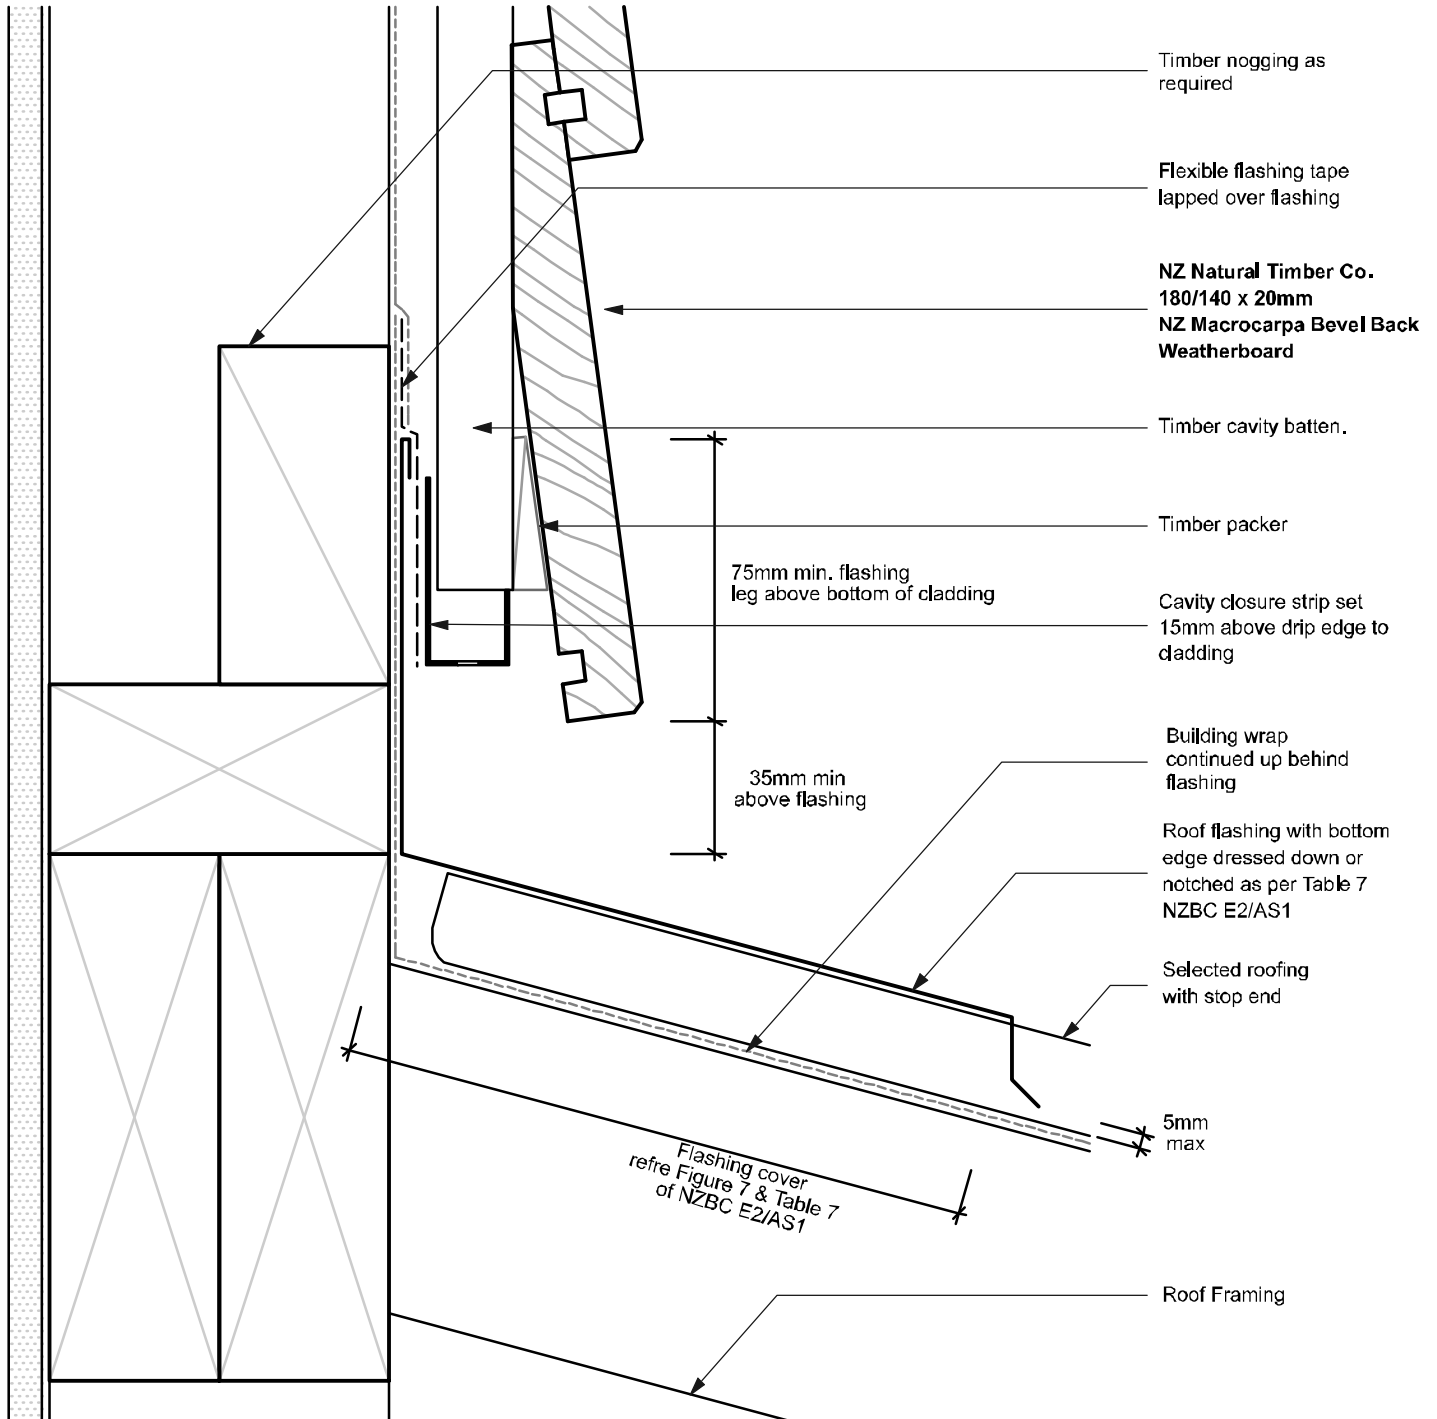 Timber nogging as
required
Flexible flashing tape
lapped over flashing
NZ Natural Timber Co.
180/140 x 20mm
NZ Macrocarpa Bevel Back
Weatherboard
Timber cavity batten.
Timber packer
75mm min. flashing
leg above bottom of cladding
Cavity closure strip set
15mm above drip edge to
cladding
Building wrap
continued up behind
flashing
35mm min
above flashing
Roof flashing with bottom
edge dressed down or
notched as per Table 7
NZBC E2/AS1
Selected roofing
with stop end
5mm
max
Flashing cover
refre Figure 7 & Table 7
of NZBC E2/AS1
Roof Framing